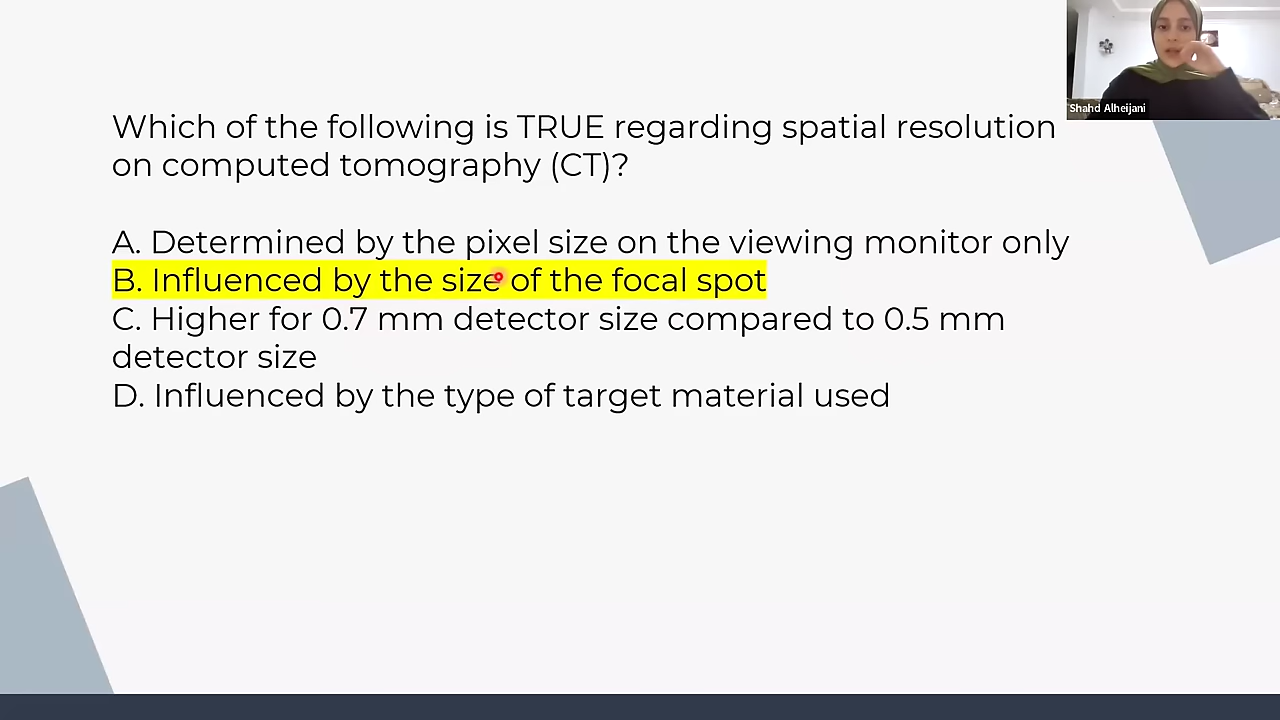 Shahd Alheijani
Which of the following is TRUE regarding spatial resolution
on computed tomography (CT)?
A. Determined by the pixel size on the viewing monitor only
B. Influenced by the size of the focal spot
C. Higher for 0.7 mm detector size compared to 0.5 mm
detector size
D. Influenced by the type of target material used